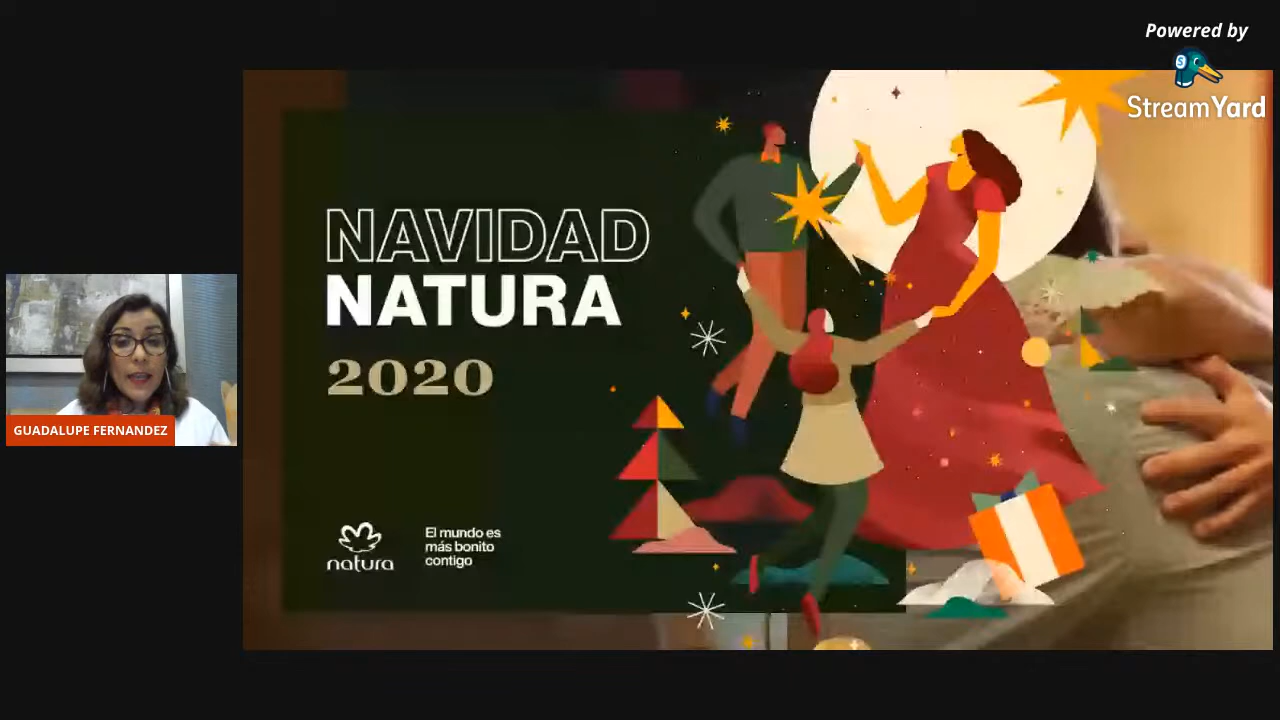 Powered by
StreamYard
NAVIDAD
NATURA
2020
GUADALUPE FERNANDEZ
natura
El mundo es
más bonito
contigo